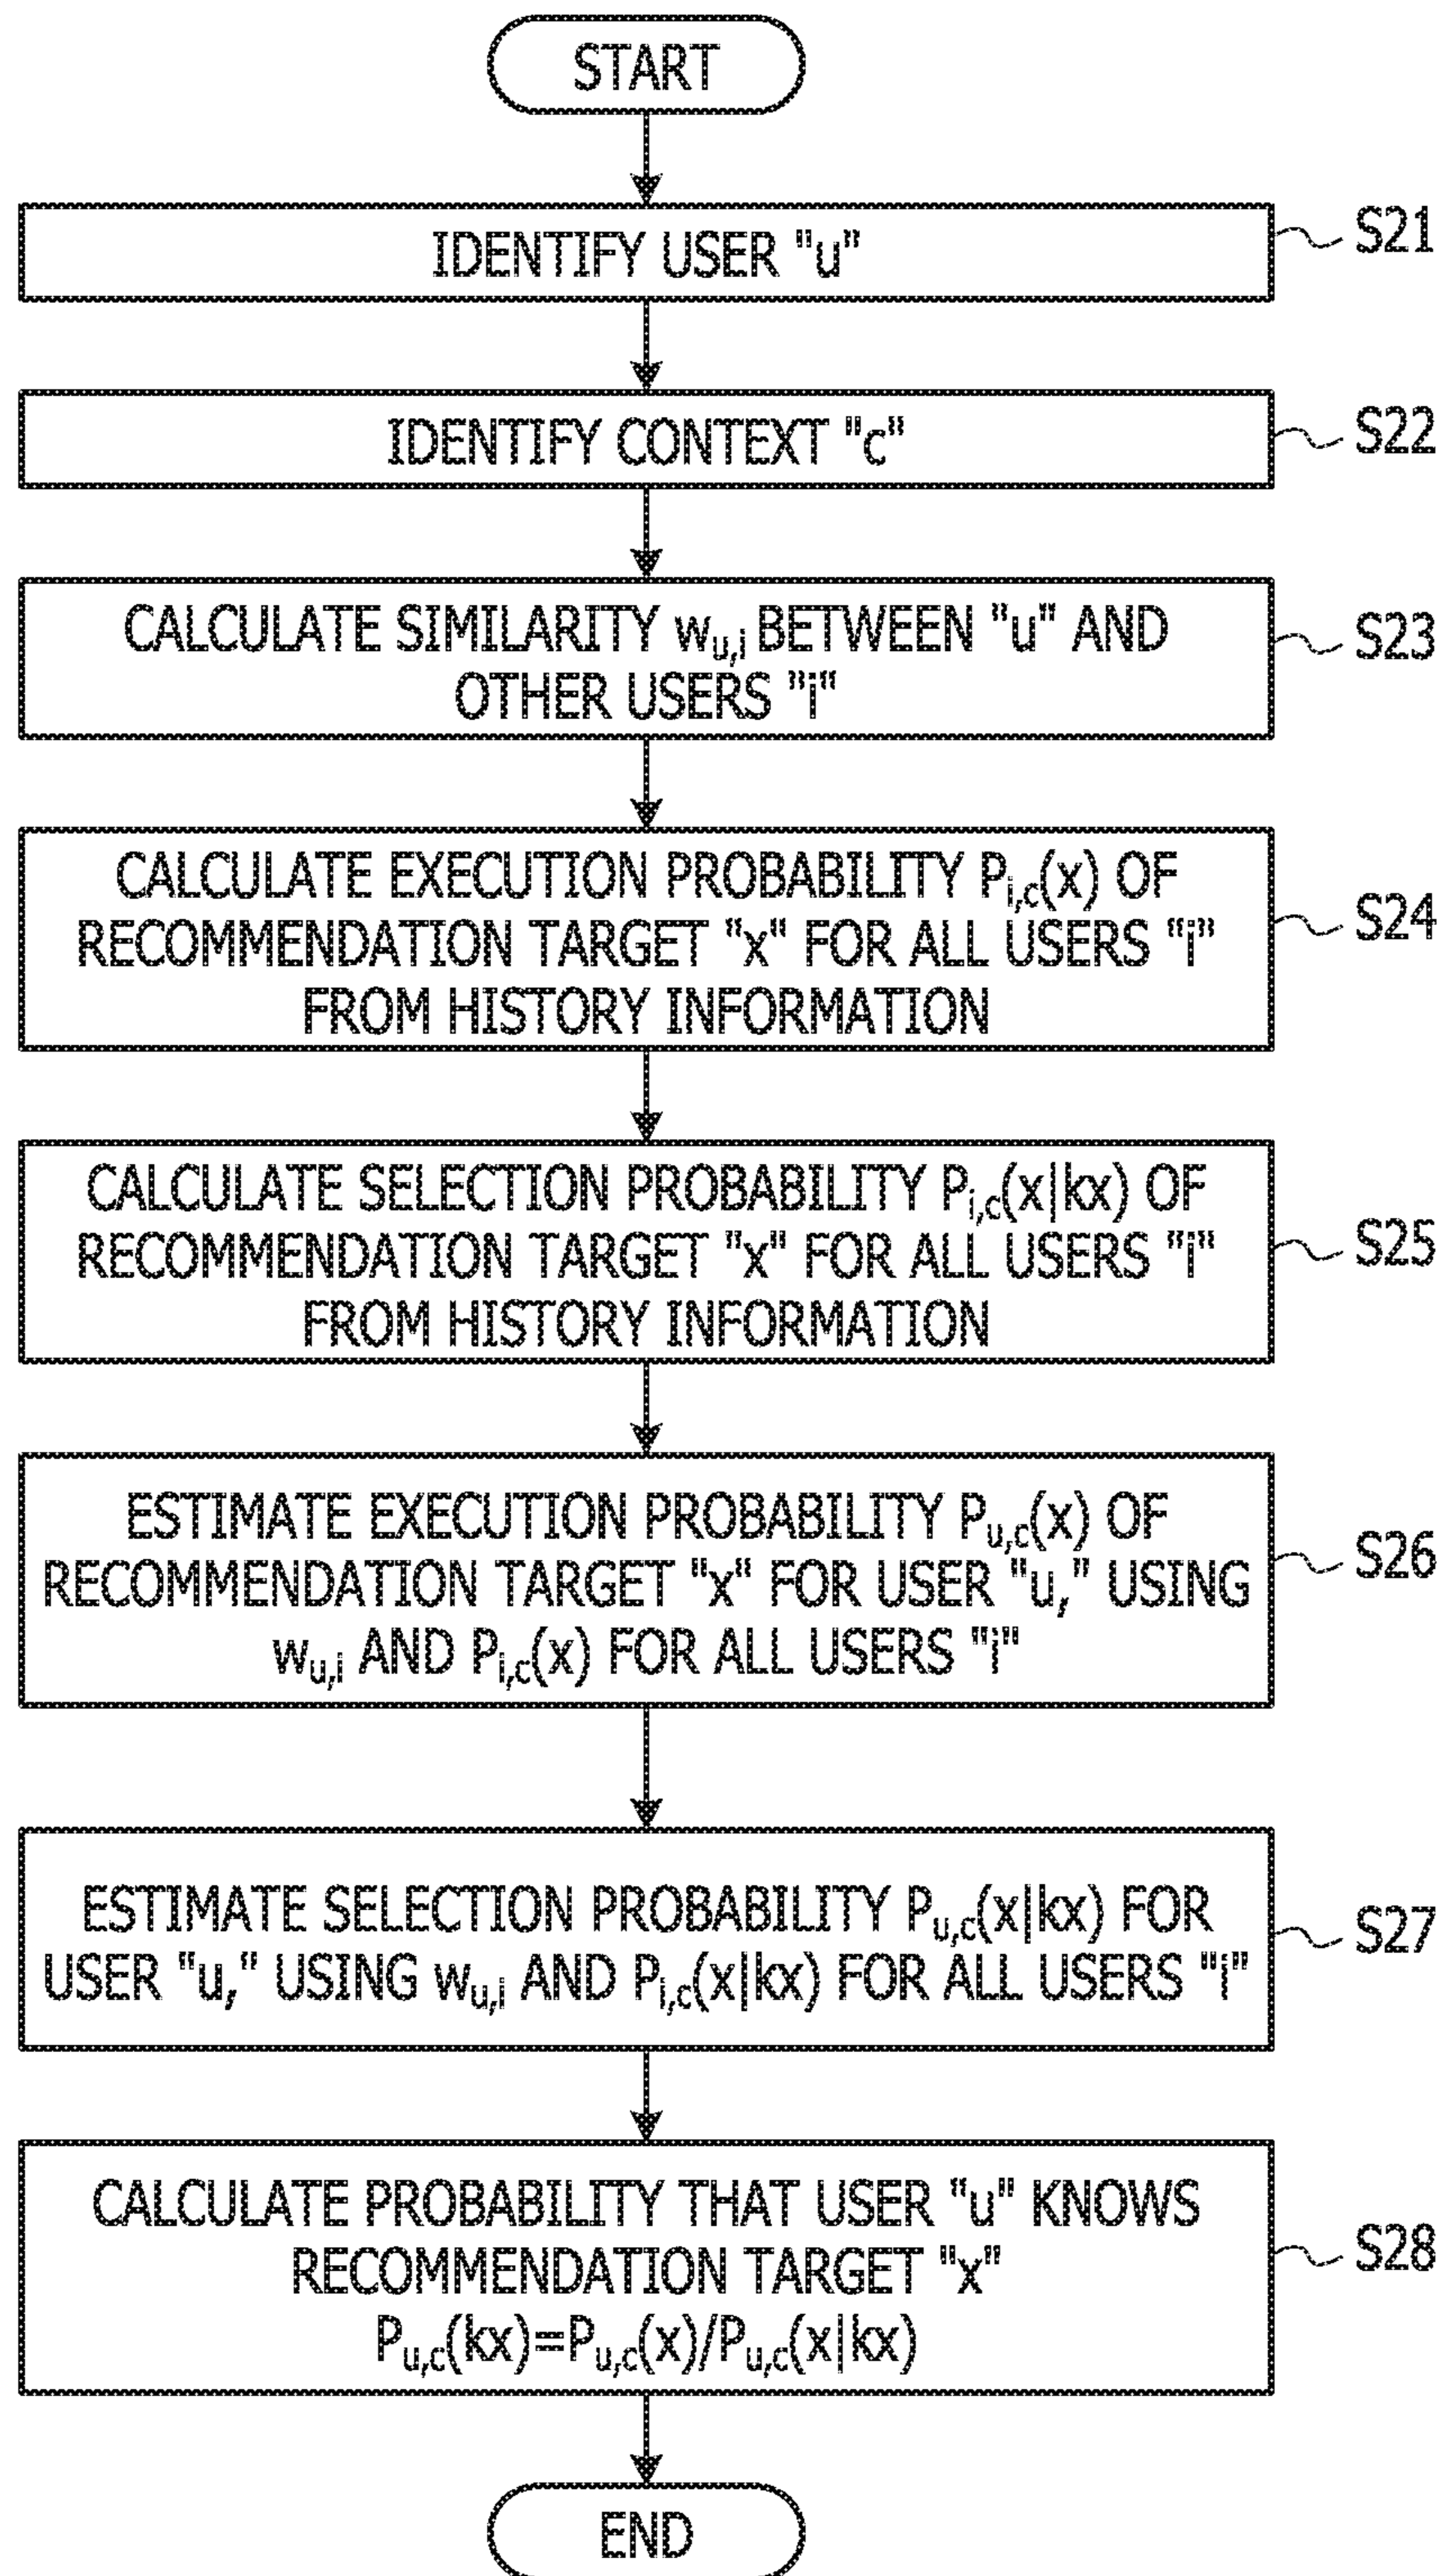 START
IDENTIFY USER "u"
S21
IDENTIFY CONTEXT "c"
S22
CALCULATE SIMILARITY wu,i BETWEEN "u" AND
OTHER USERS "i"
S23
CALCULATE EXECUTION PROBABILITY Pi,c(x) OF
RECOMMENDATION TARGET "x" FOR ALL USERS "i"
FROM HISTORY INFORMATION
S24
CALCULATE SELECTION PROBABILITY Pi,c(x|kx) OF
RECOMMENDATION TARGET "x" FOR ALL USERS "i"
FROM HISTORY INFORMATION
S25
ESTIMATE EXECUTION PROBABILITY Pu,c(x) OF
RECOMMENDATION TARGET "x" FOR USER "u," USING
wu,i AND Pi,c(x) FOR ALL USERS "i"
S26
ESTIMATE SELECTION PROBABILITY Pu,c(x|kx) FOR
USER "u," USING wu,i AND Pi,c(x|kx) FOR ALL USERS "i"
S27
CALCULATE PROBABILITY THAT USER "u" KNOWS
RECOMMENDATION TARGET "x"
Pu,c(kx)=Pu,c(x)/Pu,c(x|kx)
S28
END